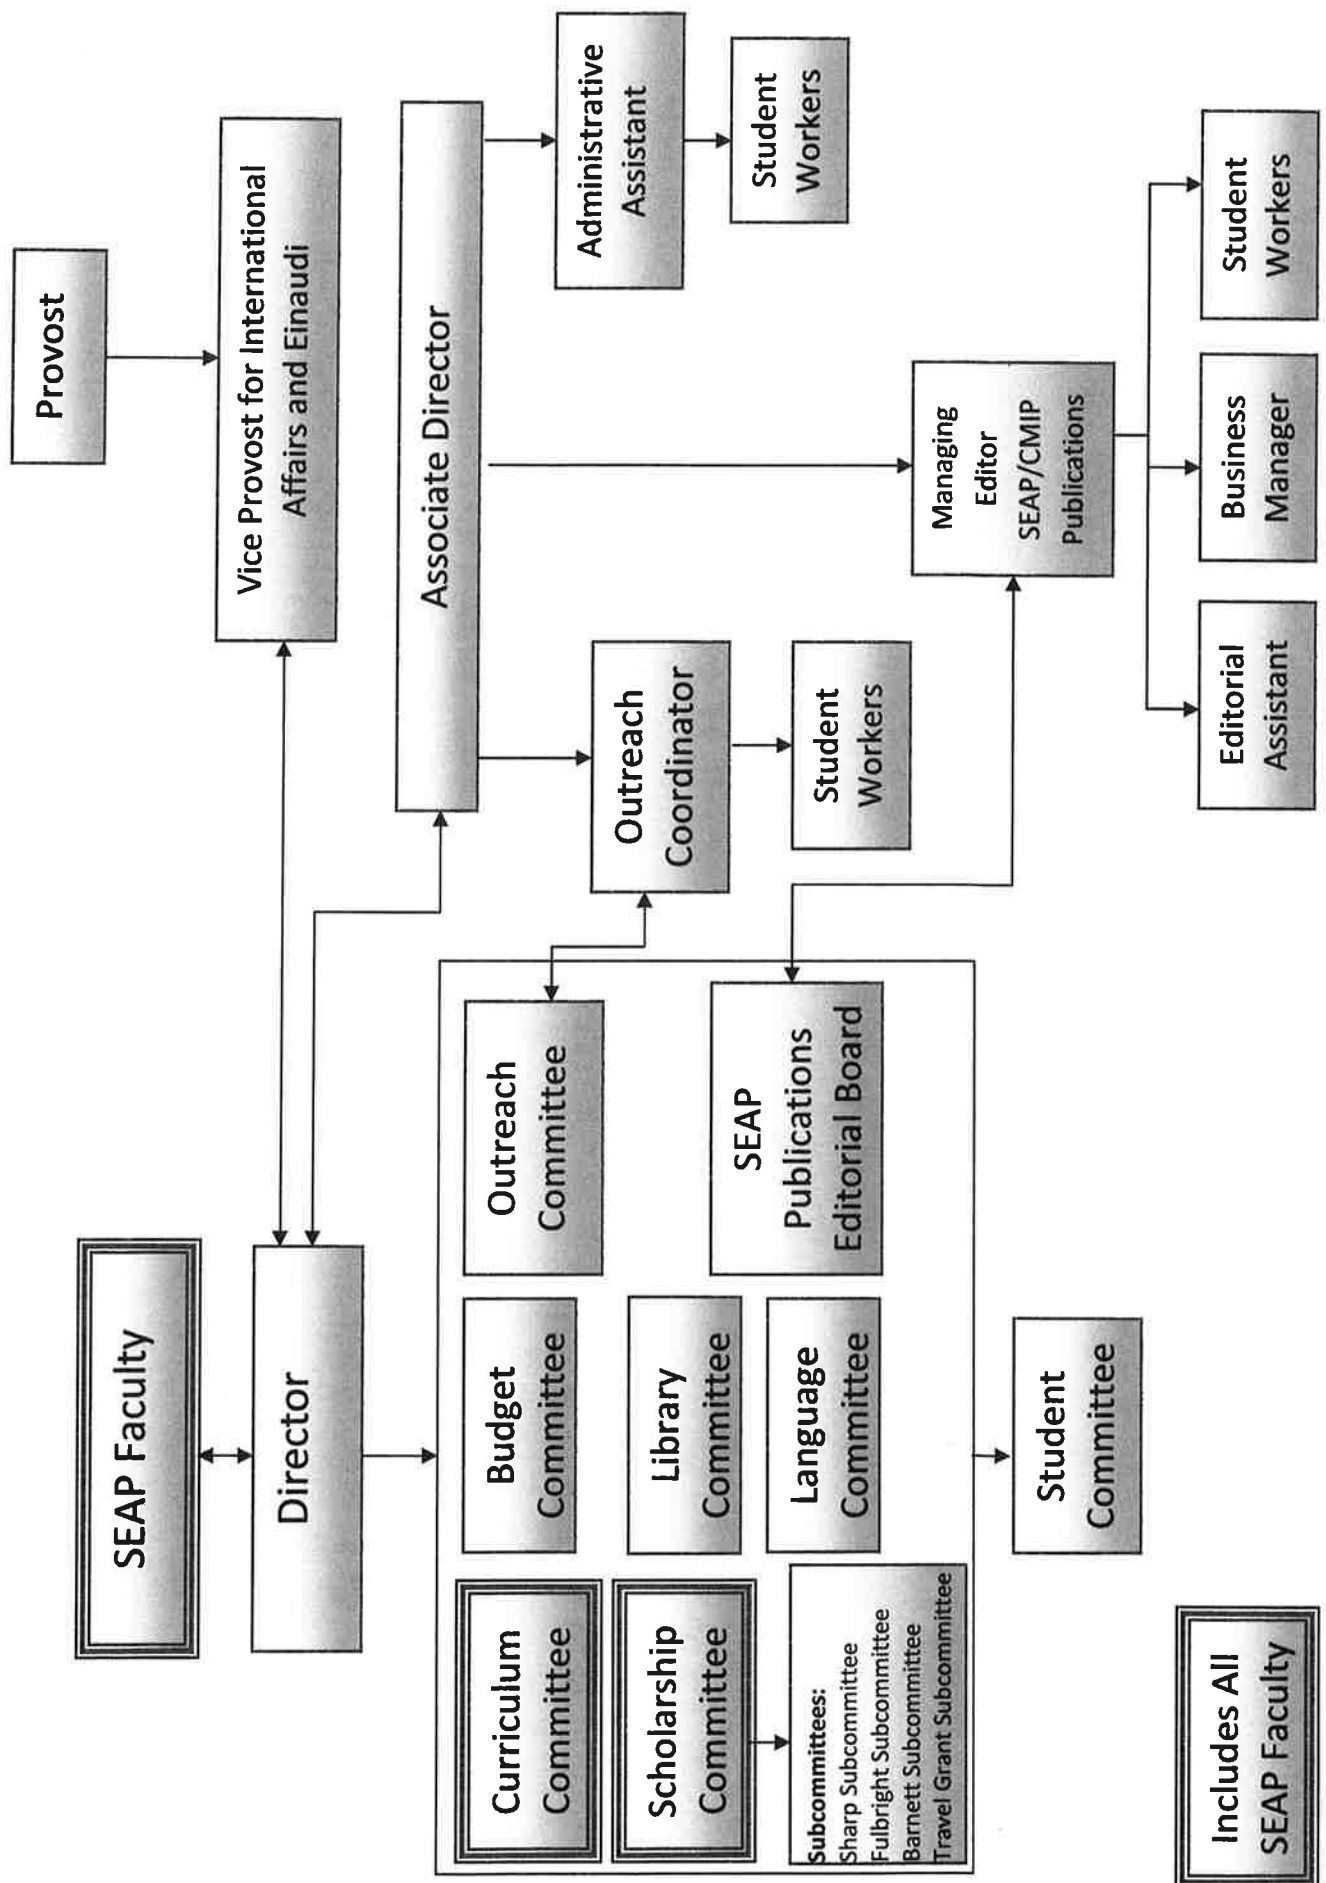 Provost
Vice Provost for International
Affairs and Einaudi
SEAP Faculty
Director
Associate Director
Administrative
Assistant
Student
Workers
Outreach
Coordinator
Student
Workers
Managing
Editor
SEAP/CMIP
Publications
Editorial
Assistant
Business
Manager
Student
Workers
Curriculum
Committee
Budget
Committee
Outreach
Committee
Scholarship
Committee
Library
Committee
SEAP
Publications
Editorial Board
Language
Committee
Subcommittees:
Sharp Subcommittee
Fulbright Subcommittee
Barnett Subcommittee
Travel Grant Subcommittee
Student
Committee
Includes All
SEAP Faculty